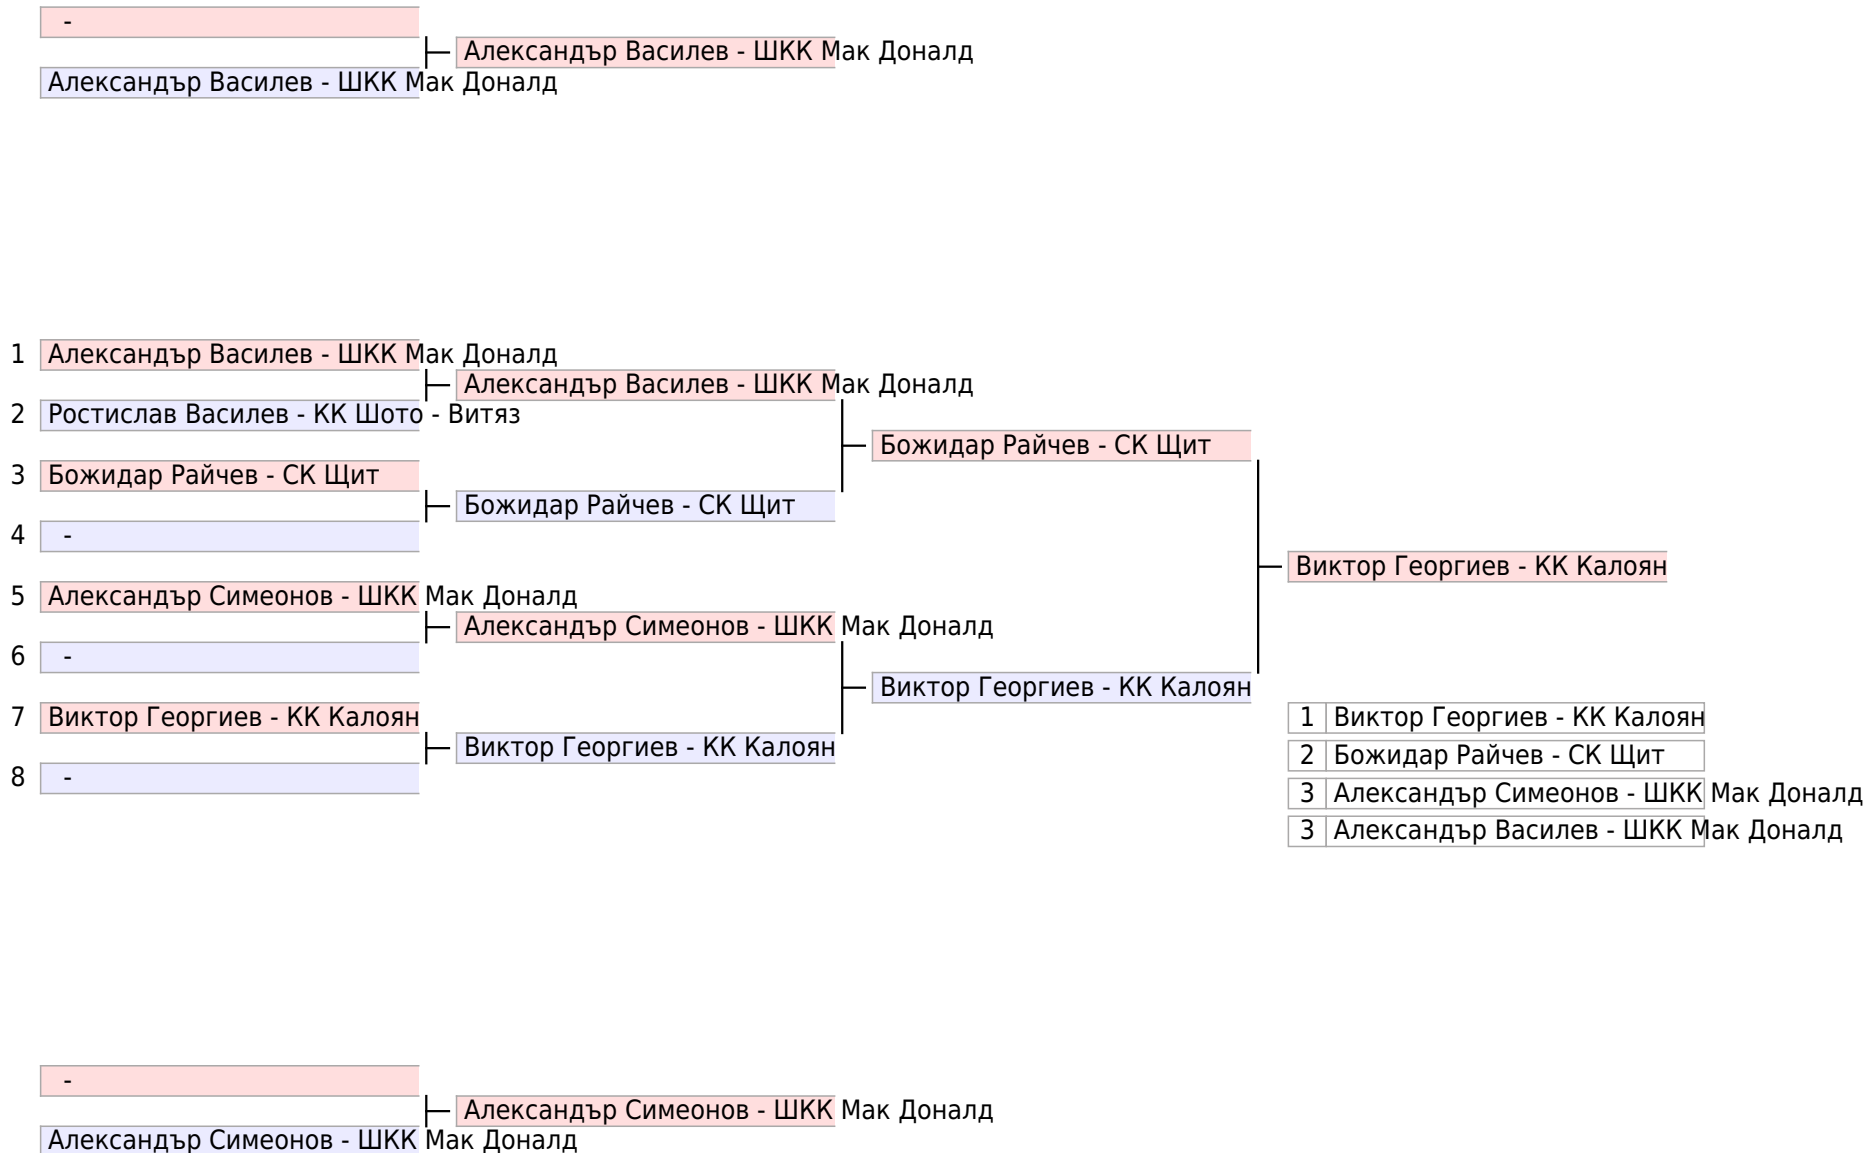 -
Александър Василев - ШКК Мак Доналд
Александър Василев - ШКК Мак Доналд
1 Александър Василев - ШКК Мак Доналд
Александър Василев - ШКК Мак Доналд
2 Ростислав Василев - КК Шото - Витяз
Божидар Райчев - СК Щит
3 Божидар Райчев - СК Щит
Божидар Райчев - СК Щит
4 -
Виктор Георгиев - КК Калоян
5 Александър Симеонов - ШКК Мак Доналд
Александър Симеонов - ШКК Мак Доналд
6 -
Виктор Георгиев - КК Калоян
7 Виктор Георгиев - КК Калоян
1 Виктор Георгиев - КК Калоян
Виктор Георгиев - КК Калоян
2 Божидар Райчев - СК Щит
8 -
3 Александър Симеонов - ШКК Мак Доналд
3 Александър Василев - ШКК Мак Доналд
-
Александър Симеонов - ШКК Мак Доналд
Александър Симеонов - ШКК Мак Доналд